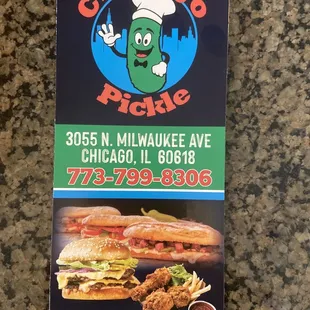 Pickle
3055 N. MILWAUKEE AVE
CHICAGO, IL 60618
773-799-8306